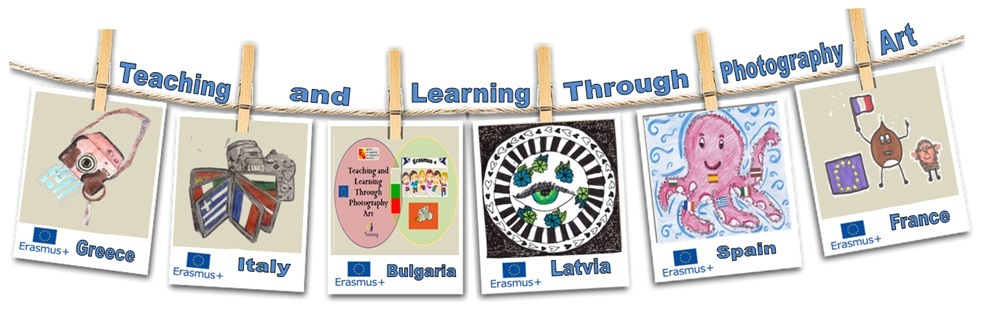 Teaching and Learning Through Photography Art
Erasmus+ Greece
Erasmus+ Italy
Erasmus +
Teaching and
Learning
Through
Photography
Art
Erasmus+ Bulgaria
Erasmus+ Latvia
Erasmus+ Spain
Erasmus+ France